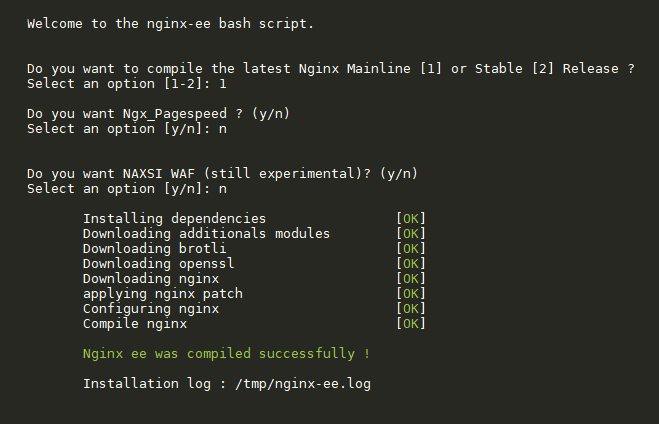 Welcome to the nginx-ee bash script.
Do you want to compile the latest Nginx Mainline [1] or Stable [2] Release ?
Select an option [1-2]: 1
Do you want Ngx_Pagespeed ? (y/n)
Select an option [y/n]: n
Do you want NAXSI WAF (still experimental)? (y/n)
Select an option [y/n]: n
Installing dependencies [OK]
Downloading additionals modules [OK]
Downloading brotli [OK]
Downloading openssl [OK]
Downloading nginx [OK]
applying nginx patch [OK]
Configuring nginx [OK]
Compile nginx [OK]
Nginx ee was compiled successfully !
Installation log : /tmp/nginx-ee.log